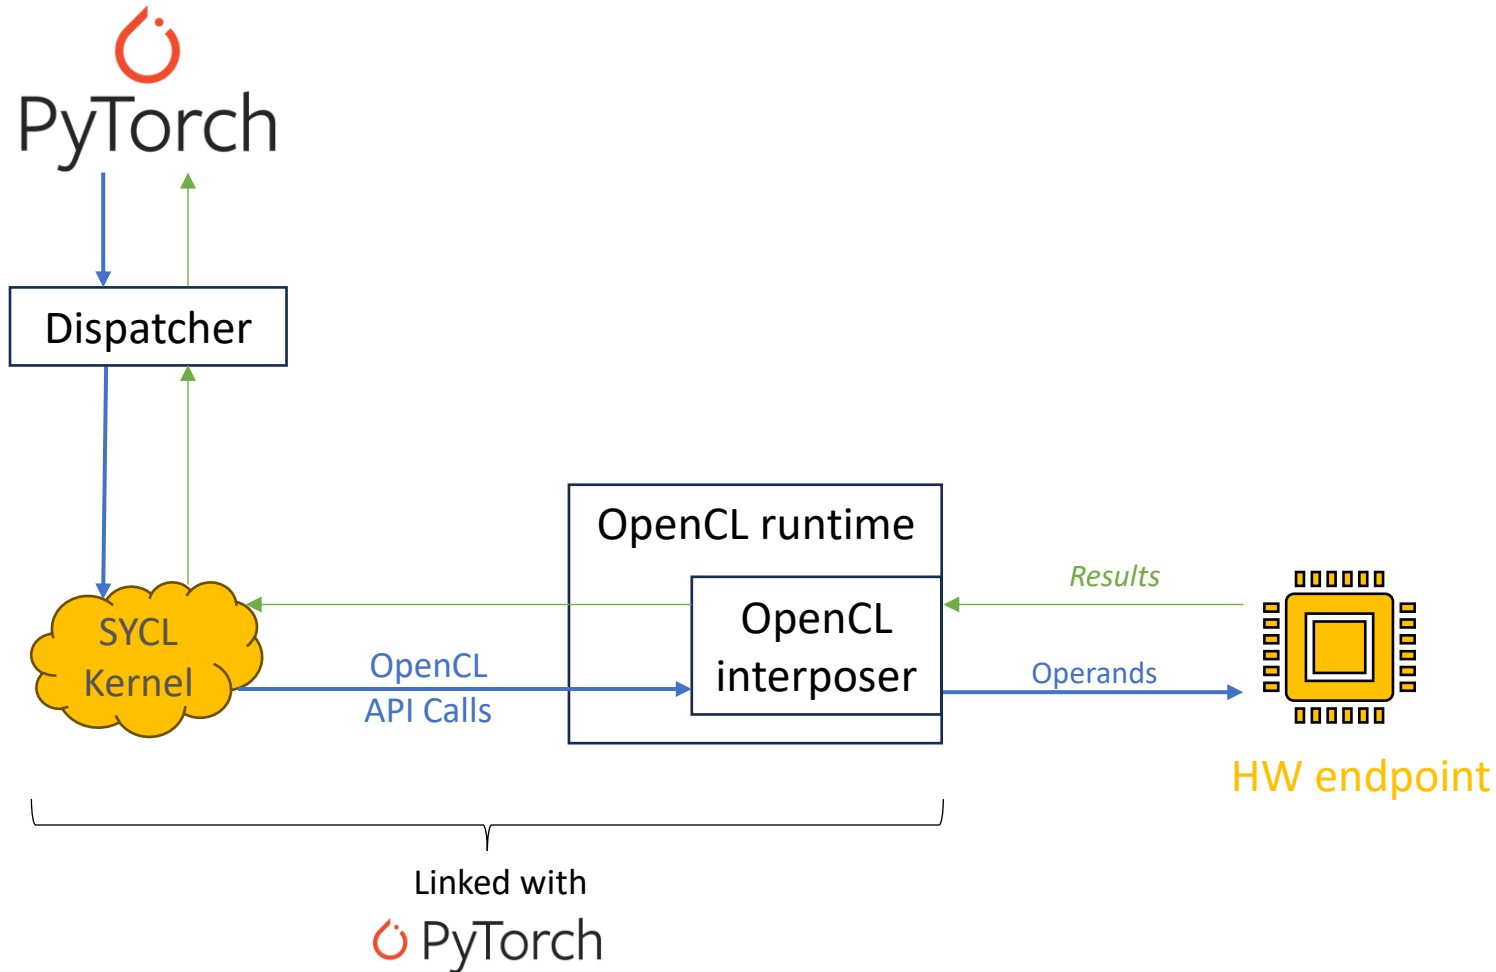 PyTorch
Dispatcher
OpenCL runtime
Results
SYCL
Kernel
OpenCL
API Calls
OpenCL
interposer
Operands
HW endpoint
Linked with
PyTorch